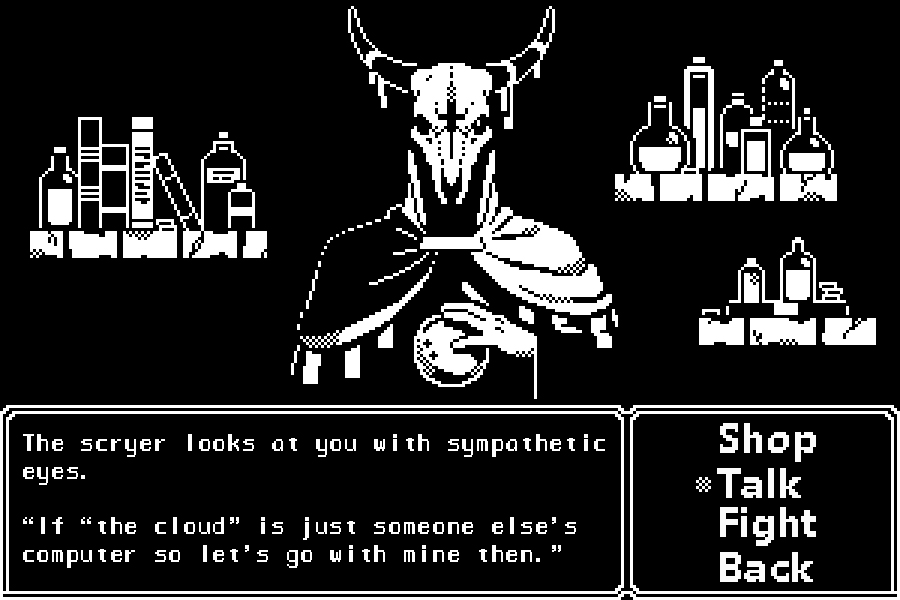 The scryer looks at you with sympathetic
eyes.
“If “the cloud” is just someone else’s
computer so let’s go with mine then.”
Shop
Talk
Fight
Back